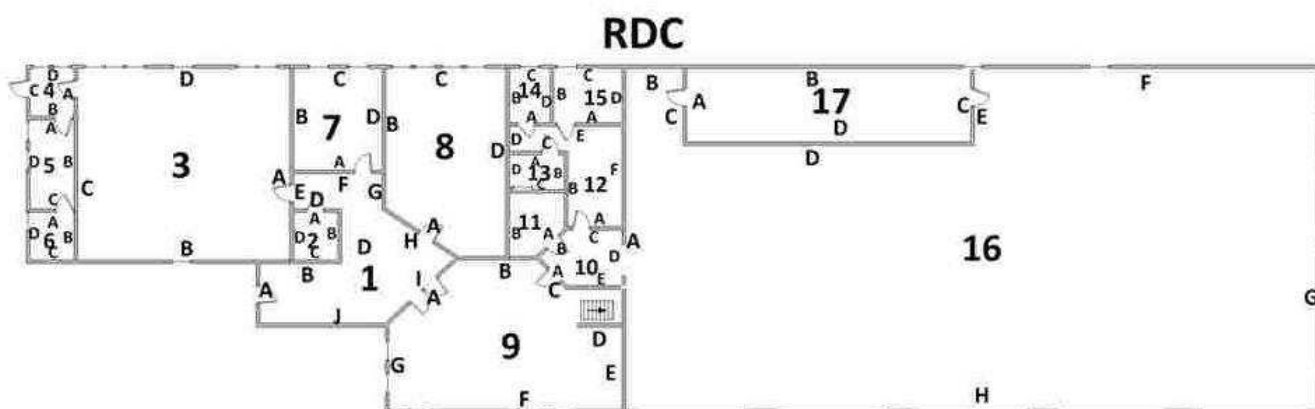 RDC
D D C C C C B B F
C 4 A B 14 D B 15 D A 17 C
B B 7 D B A A C E
A D E D
5 3 8 D C
D B A A 13 12 F D
C A E F G D B C B
C D
A A 11 A
D 6 B D 2 B H A B A C A
C B C D B D 16
B 1 I B A 10 E
A A C G
J D
9 E
G
F H